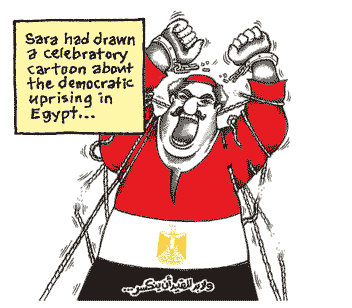 Sara had drawn
a celebratory
cartoon about
the democratic
uprising in
Egypt...
ولابد للقيد أن ينكسر...